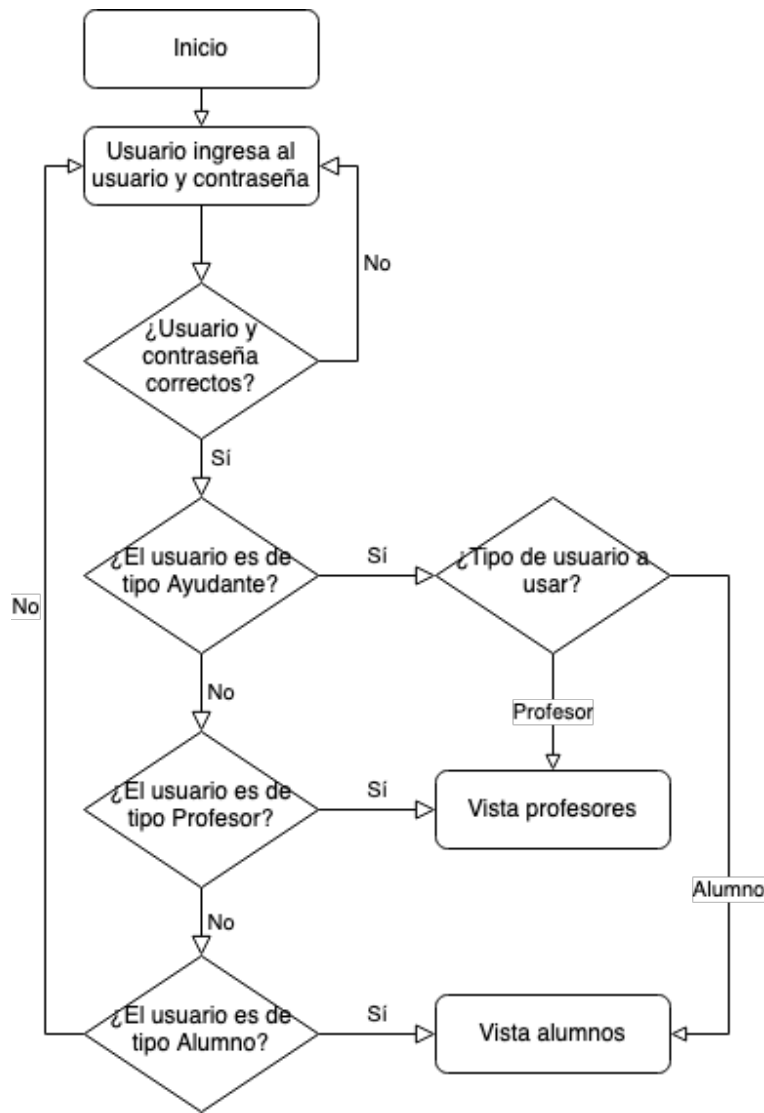 Inicio
Usuario ingresa al
usuario y contraseña
No
¿Usuario y
contraseña
correctos?
Sí
¿El usuario es de
tipo Ayudante?
Sí
¿Tipo de usuario a
usar?
No
No
Profesor
¿El usuario es de
tipo Profesor?
Sí
Vista profesores
Alumno
No
¿El usuario es de
tipo Alumno?
Sí
Vista alumnos